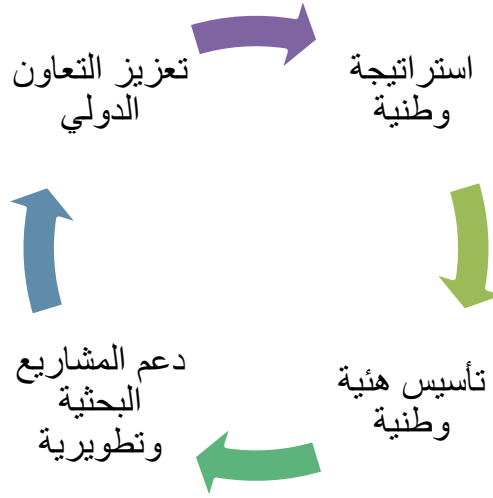 استراتيجة
وطنية
تأسيس هئية
وطنية
دعم المشاريع
البحثية
وتطويرية
تعزيز التعاون
الدولي